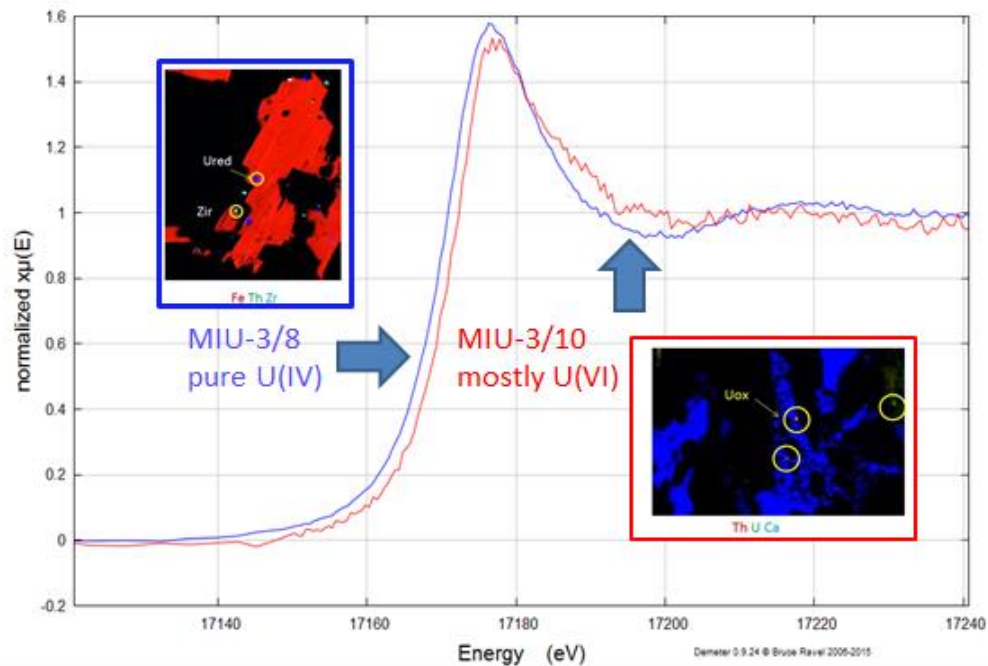 1.6
1.4
1.2
1
0.8
0.6
0.4
0.2
0
-0.2
normalized xμ(E)
Ured
Zir
Fe Th Zr
MIU-3/8
pure U(IV)
MIU-3/10
mostly U(VI)
Uox
Th U Ca
17140
17160
17180
17200
17220
17240
Energy (eV)
Demeter 0.9.24 © Bruce Ravel 2006-2015